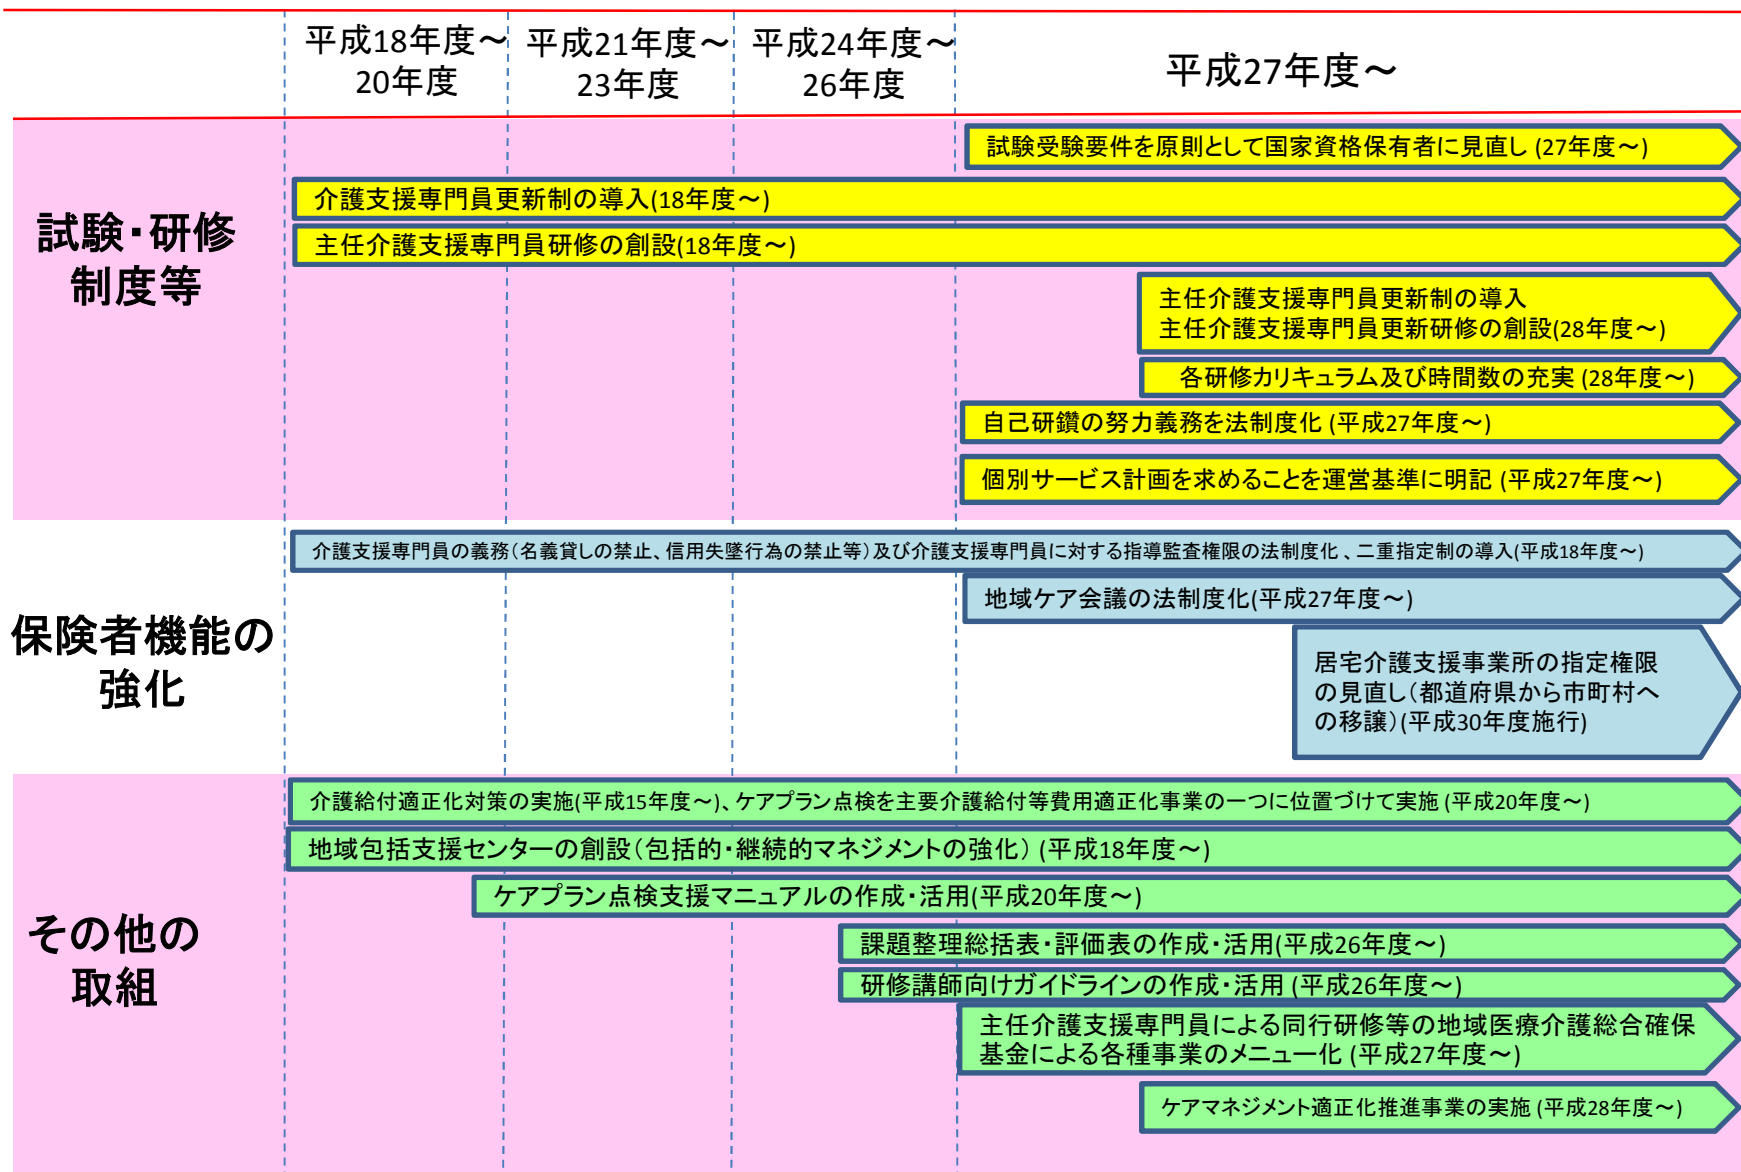 平成18年度～
20年度
平成21年度～
23年度
平成24年度～
26年度
平成27年度～
試験・研修
制度等
試験受験要件を原則として国家資格保有者に見直し (27年度～)
介護支援専門員更新制の導入(18年度～)
主任介護支援専門員研修の創設(18年度～)
主任介護支援専門員更新制の導入
主任介護支援専門員更新研修の創設(28年度～)
各研修カリキュラム及び時間数の充実 (28年度～)
自己研鑽の努力義務を法制度化 (平成27年度～)
個別サービス計画を求めることを運営基準に明記 (平成27年度～)
保険者機能の
強化
介護支援専門員の義務（名義貸しの禁止、信用失墜行為の禁止等）及び介護支援専門員に対する指導監査権限の法制度化 、二重指定制の導入(平成18年度～)
地域ケア会議の法制度化(平成27年度～)
居宅介護支援事業所の指定権限
の見直し（都道府県から市町村へ
の移譲）(平成30年度施行)
その他の
取組
介護給付適正化対策の実施(平成15年度～)、ケアプラン点検を主要介護給付等費用適正化事業の一つに位置づけて実施 (平成20年度～)
地域包括支援センターの創設（包括的・継続的マネジメントの強化） (平成18年度～)
ケアプラン点検支援マニュアルの作成・活用(平成20年度～)
課題整理総括表・評価表の作成・活用(平成26年度～)
研修講師向けガイドラインの作成・活用 (平成26年度～)
主任介護支援専門員による同行研修等の地域医療介護総合確保
基金による各種事業のメニュー化 (平成27年度～)
ケアマネジメント適正化推進事業の実施 (平成28年度～)